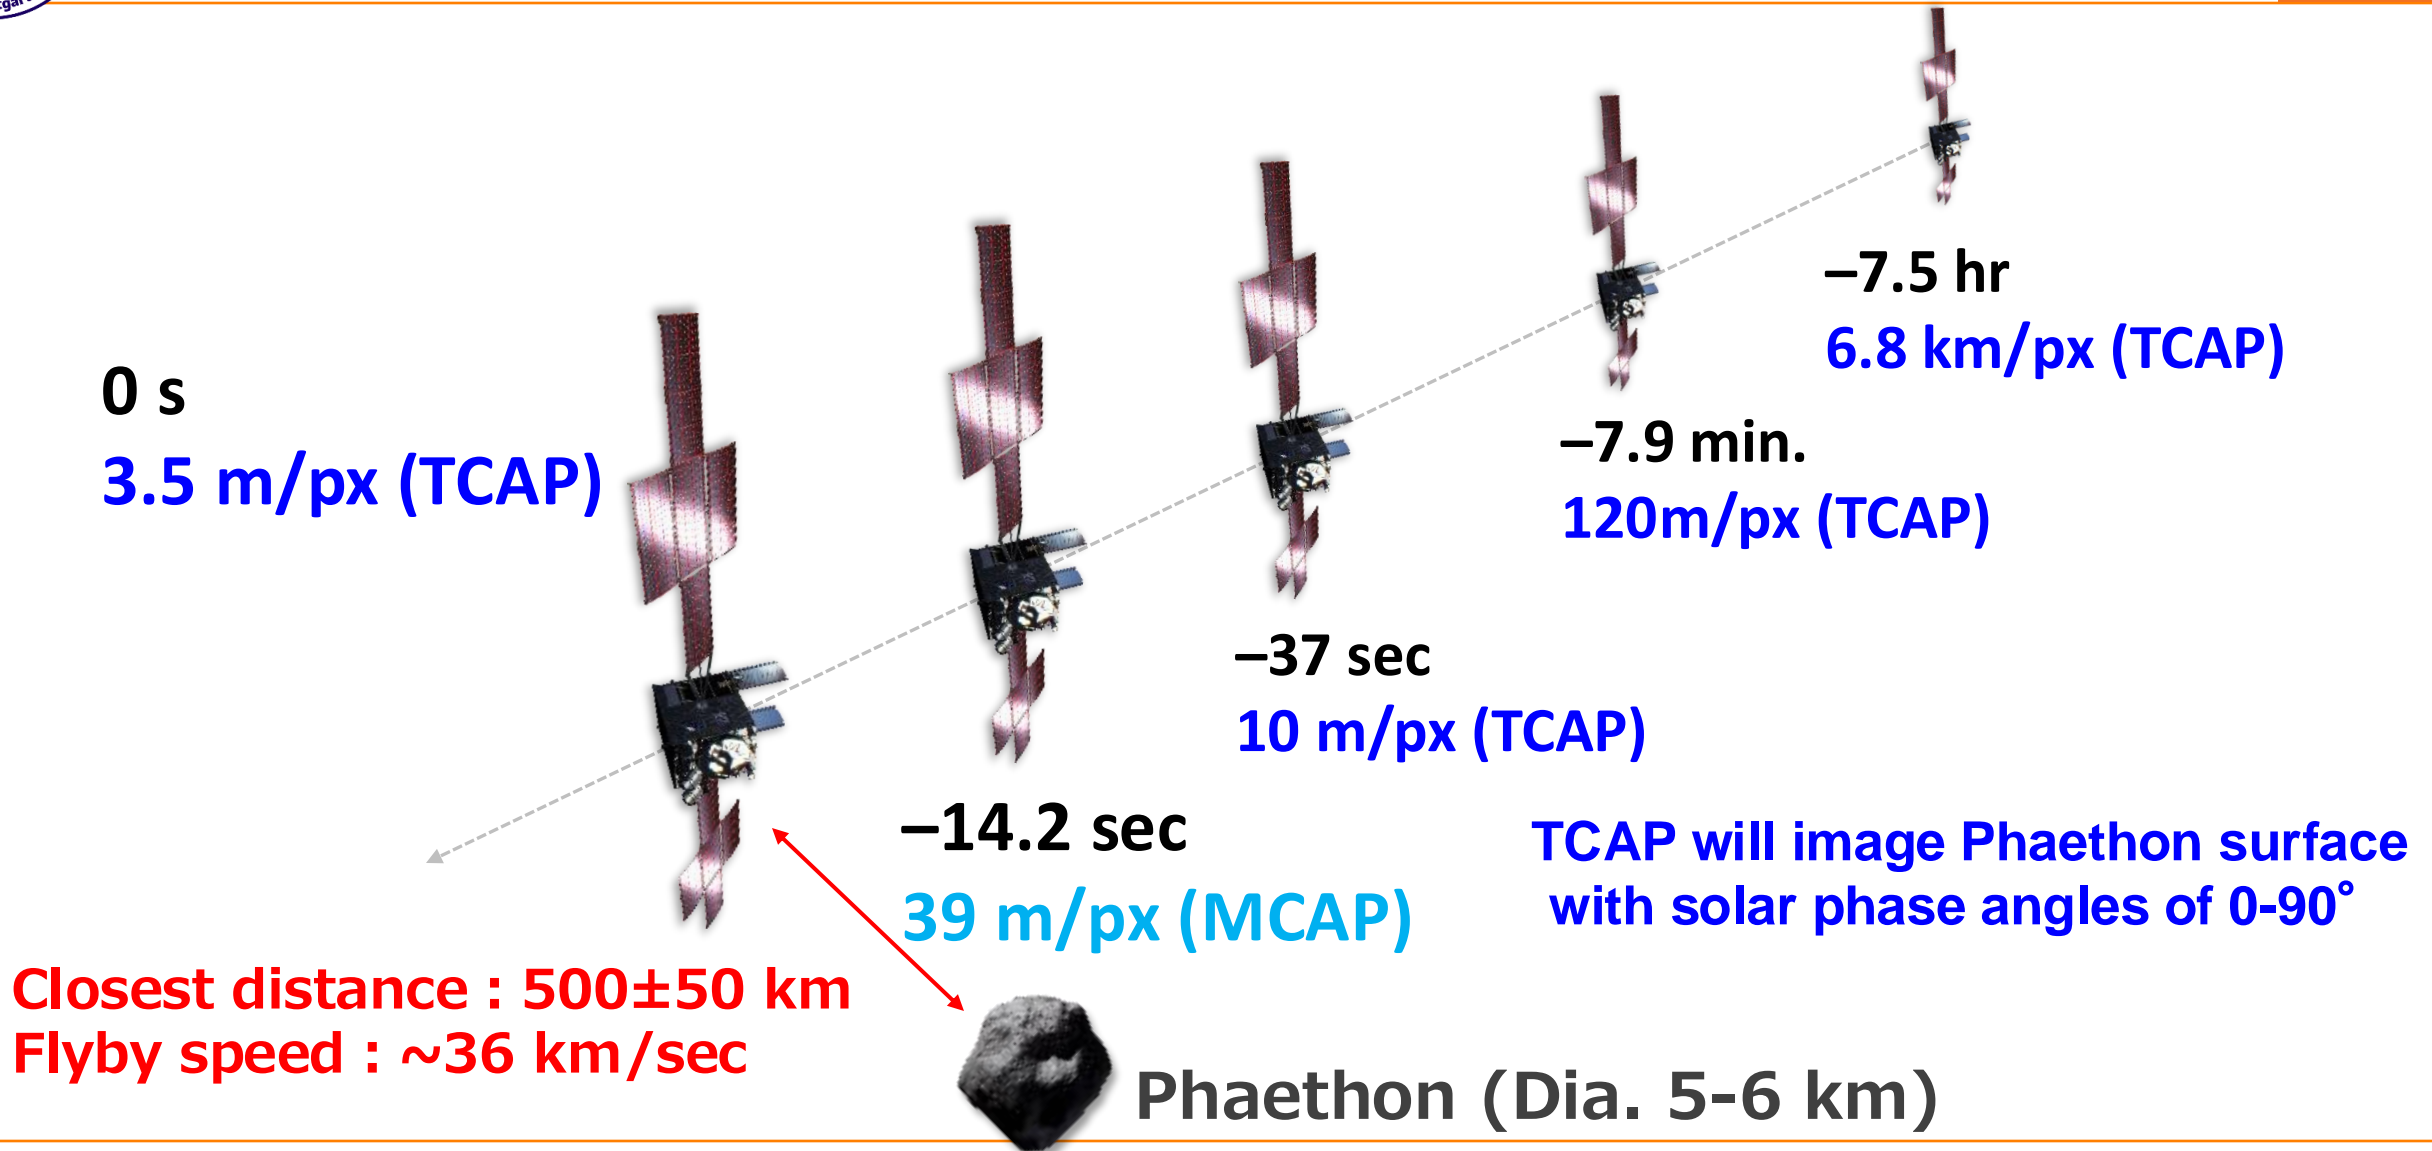 –7.5 hr
6.8 km/px (TCAP)
0 s
3.5 m/px (TCAP)
–7.9 min.
120m/px (TCAP)
–37 sec
10 m/px (TCAP)
–14.2 sec
39 m/px (MCAP)
TCAP will image Phaethon surface
with solar phase angles of 0-90°
Closest distance : 500±50 km
Flyby speed : ~36 km/sec
Phaethon (Dia. 5-6 km)